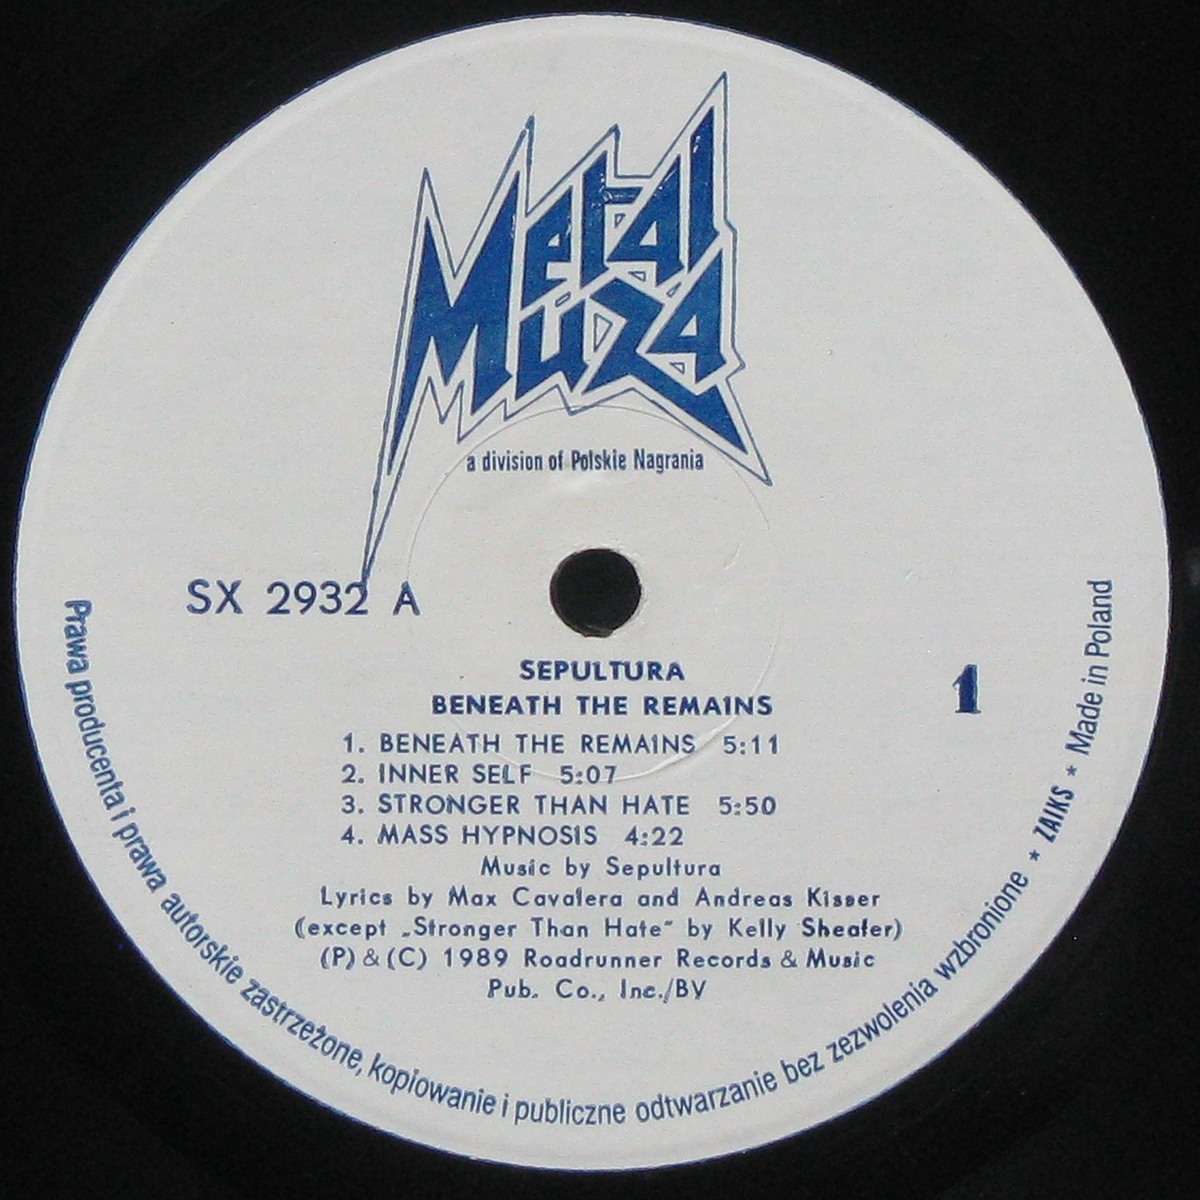 Metal
Muza
a division of Polskie Nagrania
SX 2932 A
1
SEPULTURA
BENEATH THE REMAINS
1. BENEATH THE REMAINS 5:11
2. INNER SELF 5:07
3. STRONGER THAN HATE 5:50
4. MASS HYPNOSIS 4:22
Music by Sepultura
Lyrics by Max Cavalera and Andreas Kisser
(except „Stronger Than Hate” by Kelly Sheafer)
(P) & (C) 1989 Roadrunner Records & Music
Pub. Co., Inc./BV
Prawa producenta i prawa autorskie zastrzeżone, kopiowanie i publiczne odtwarzanie bez zezwolenia wzbronione * ZAIKS * Made in Poland